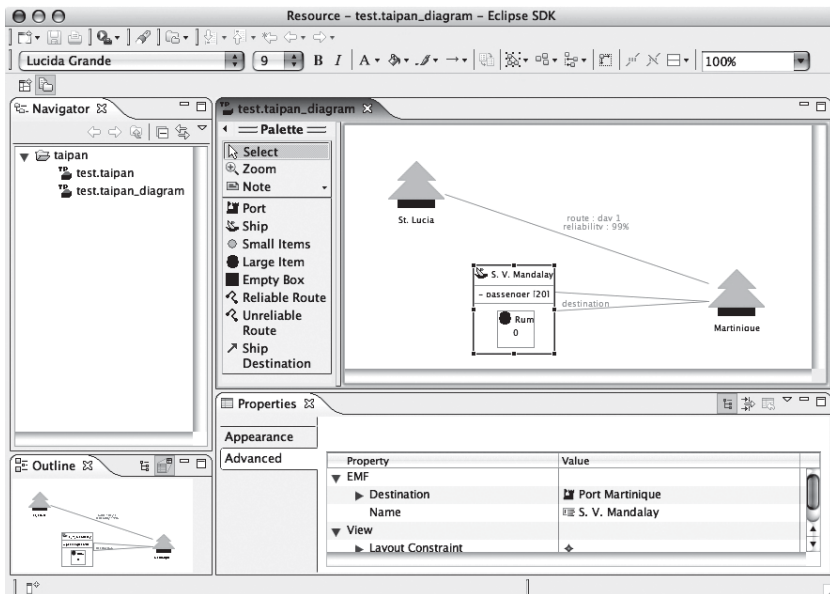 Resource – test.taipan_diagram – Eclipse SDK
Lucida Grande
9
B I A
100%
Navigator
taipan
test.taipan
test.taipan_diagram
test.taipan_diagram
Palette
Select
Zoom
Note
Port
Ship
Small Items
Large Item
Empty Box
Reliable Route
Unreliable
Route
Ship
Destination
St. Lucia
route : day 1
reliability : 99%
S. V. Mandalay
- passenger [20]
destination
Rum
0
Martinique
Properties
Appearance
Advanced
Property Value
EMF
Destination Port Martinique
Name S. V. Mandalay
View
Layout Constraint
Outline